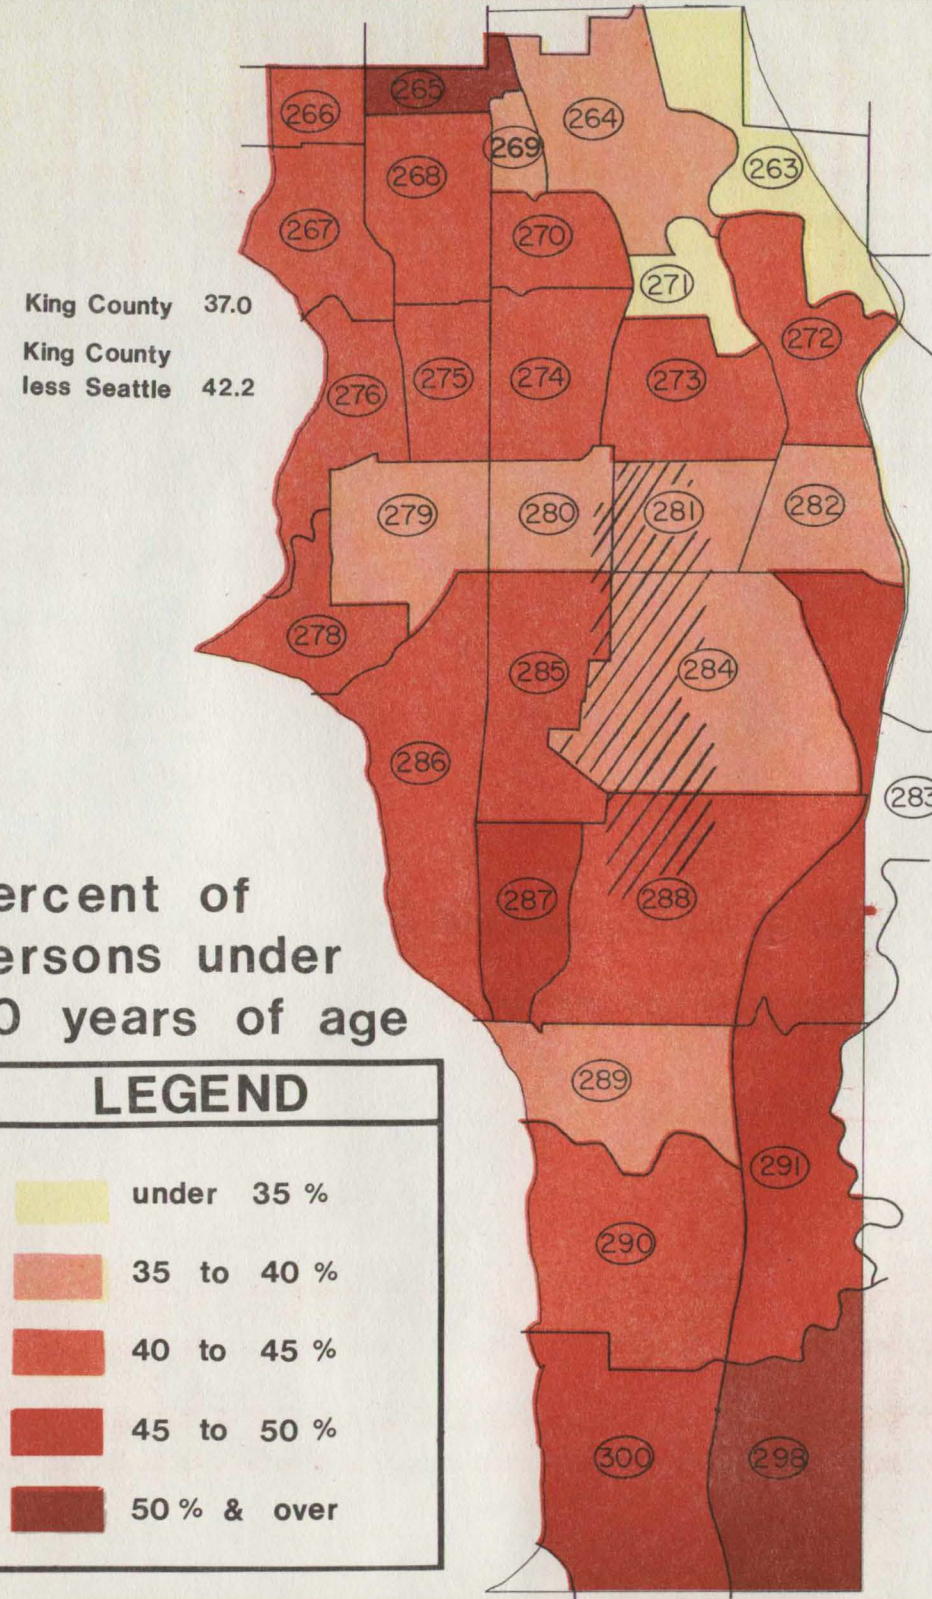 265
266
264
269
263
268
267
270
271
King County 37.0
272
King County
less Seattle 42.2
276
275
274
273
279
280
281
282
278
285
284
286
283
287
288
ercent of
ersons under
0 years of age
289
LEGEND
291
under 35 %
290
35 to 40 %
40 to 45 %
45 to 50 %
300
298
50 % & over